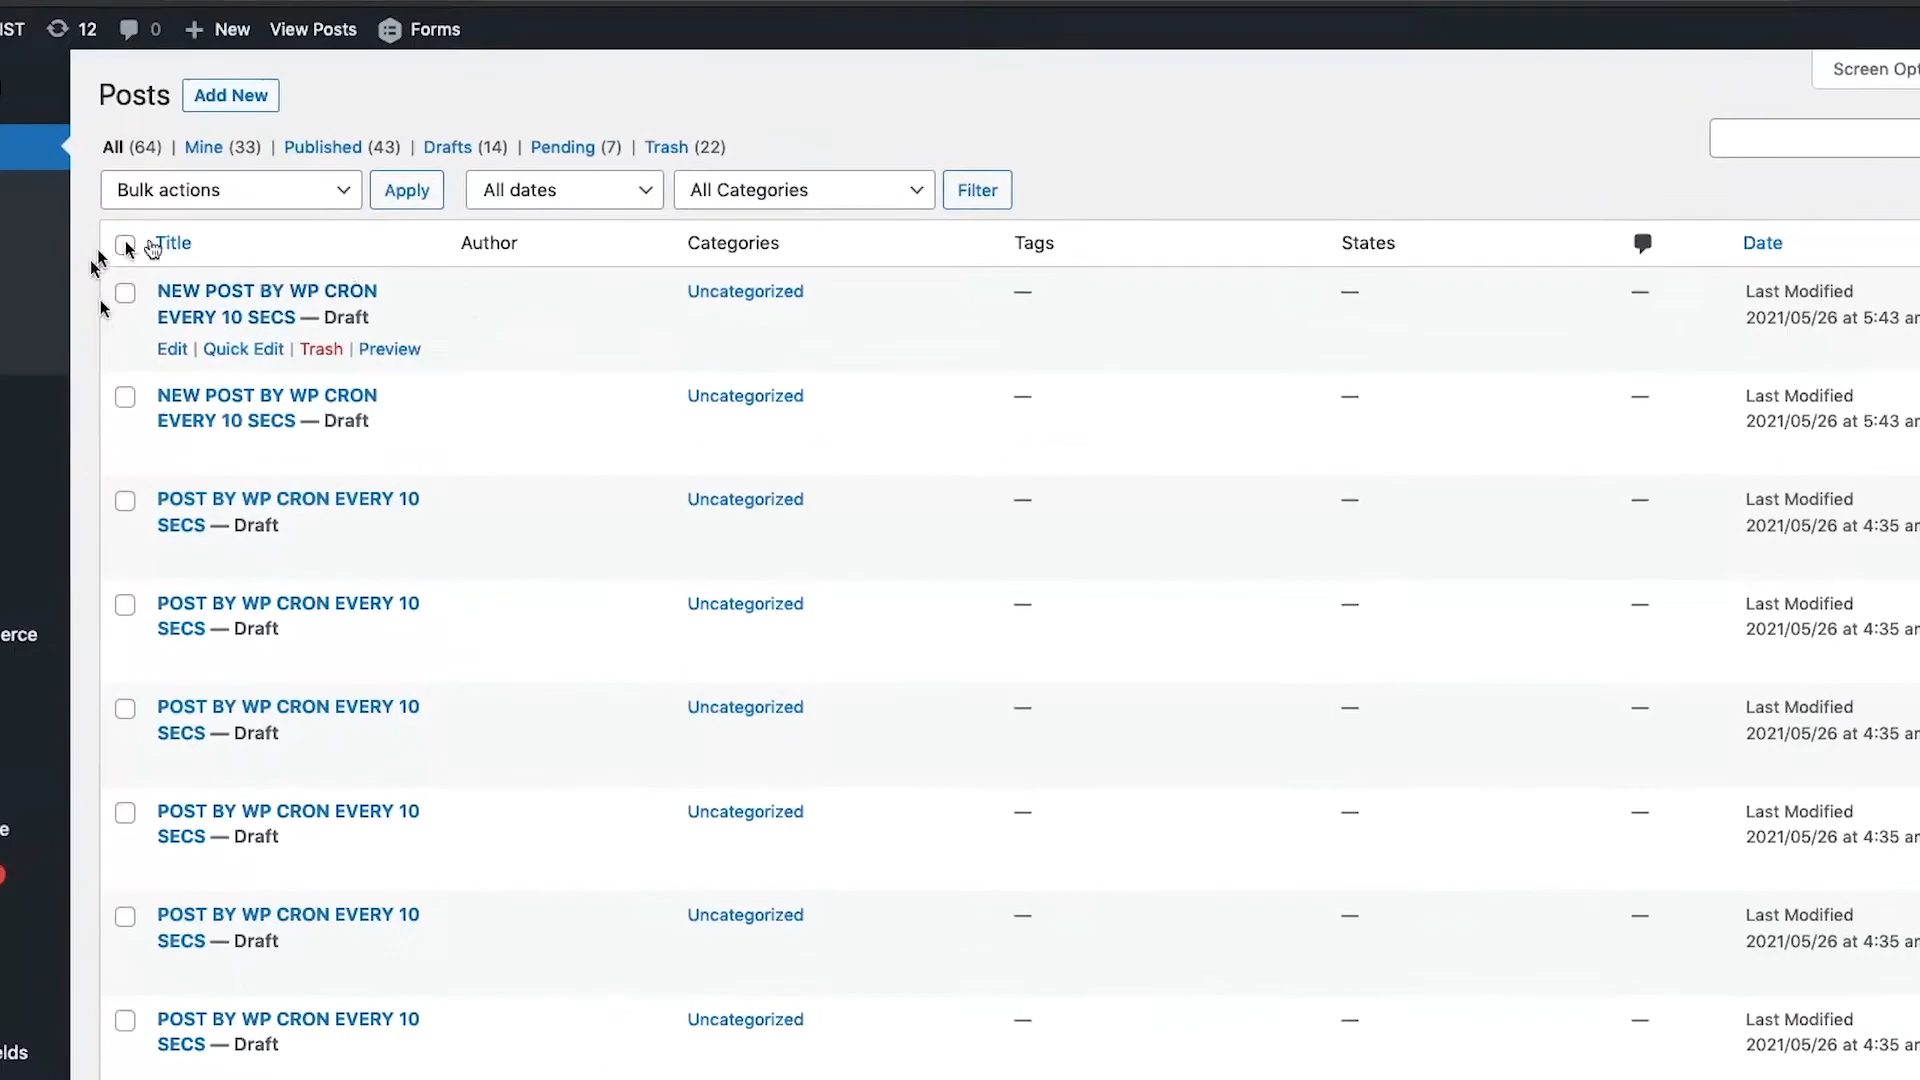 IST 12 0 + New View Posts Forms
Screen Opt
Posts Add New
All (64) | Mine (33) | Published (43) | Drafts (14) | Pending (7) | Trash (22)
Bulk actions Apply All dates All Categories Filter
Title Author Categories Tags States Date
NEW POST BY WP CRON Uncategorized — — — Last Modified
EVERY 10 SECS — Draft 2021/05/26 at 5:43 am
Edit | Quick Edit | Trash | Preview
NEW POST BY WP CRON Uncategorized — — — Last Modified
EVERY 10 SECS — Draft 2021/05/26 at 5:43 am
POST BY WP CRON EVERY 10 Uncategorized — — — Last Modified
SECS — Draft 2021/05/26 at 4:35 am
POST BY WP CRON EVERY 10 Uncategorized — — — Last Modified
SECS — Draft 2021/05/26 at 4:35 am
erce
POST BY WP CRON EVERY 10 Uncategorized — — — Last Modified
SECS — Draft 2021/05/26 at 4:35 am
POST BY WP CRON EVERY 10 Uncategorized — — — Last Modified
SECS — Draft 2021/05/26 at 4:35 am
e
POST BY WP CRON EVERY 10 Uncategorized — — — Last Modified
SECS — Draft 2021/05/26 at 4:35 am
POST BY WP CRON EVERY 10 Uncategorized — — — Last Modified
SECS — Draft 2021/05/26 at 4:35 am
elds